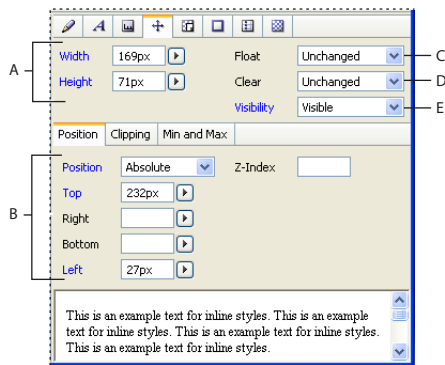 A
Width 169px Float Unchanged C
A Height 71px Clear Unchanged D
Visibility Visible E
Position Clipping Min and Max
Position Absolute Z-Index
B Top 232px
Right
Bottom
Left 27px
This is an example text for inline styles. This is an example
text for inline styles. This is an example text for inline styles.
This is an example text for inline styles.